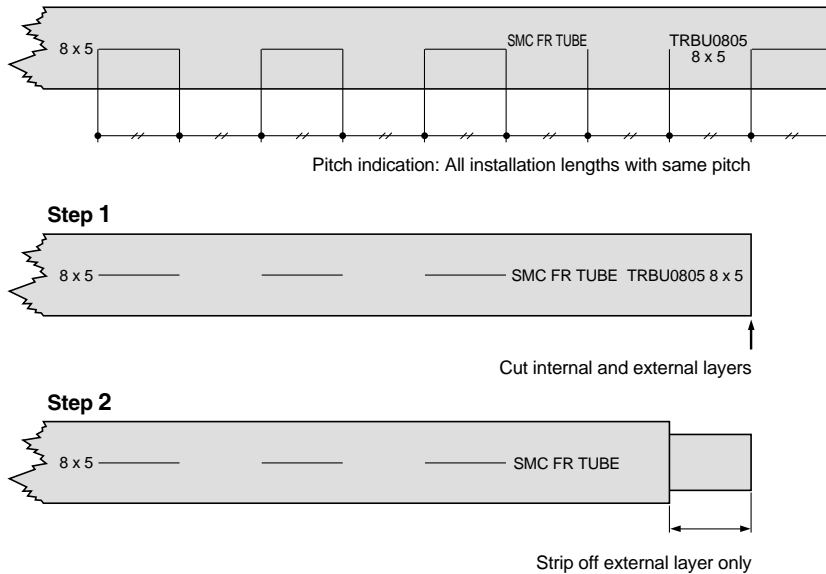 8 x 5 SMC FR TUBE TRBU0805
8 x 5
Pitch indication: All installation lengths with same pitch
Step 1
8 x 5 SMC FR TUBE TRBU0805 8 x 5
Cut internal and external layers
Step 2
8 x 5 SMC FR TUBE
Strip off external layer only